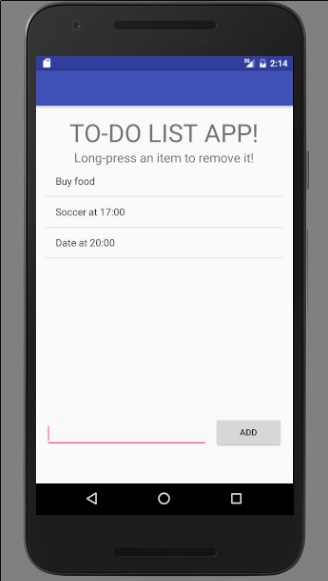 2:14
TO-DO LIST APP!
Long-press an item to remove it!
Buy food
Soccer at 17:00
Date at 20:00
ADD